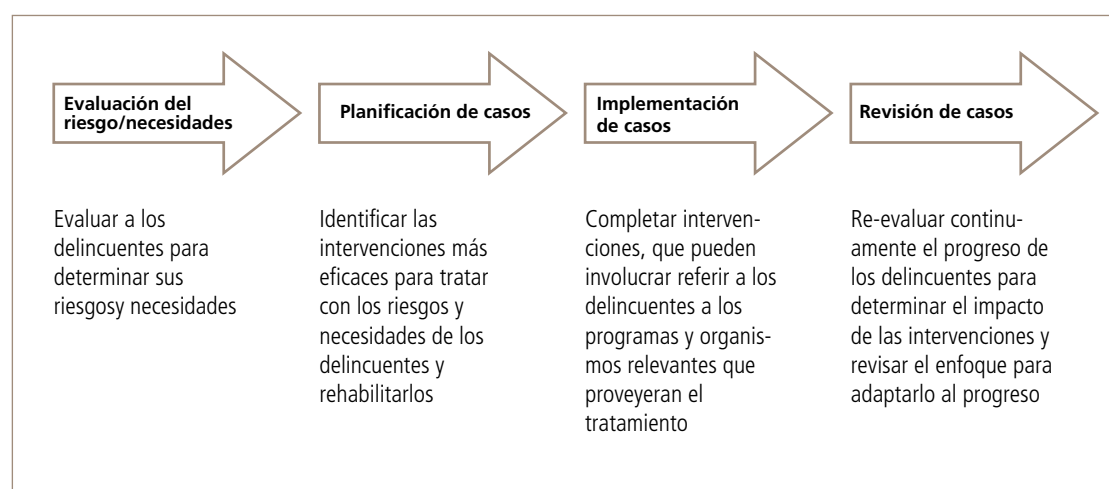 Evaluación del
riesgo/necesidades
Evaluar a los
delincuentes para
determinar sus
riesgosy necesidades
Planificación de casos
Identificar las
intervenciones más
eficaces para tratar
con los riesgos y
necesidades de los
delincuentes y
rehabilitarlos
Implementación
de casos
Completar interven-
ciones, que pueden
involucrar referir a los
delincuentes a los
programas y organis-
mos relevantes que
proveyeran el
tratamiento
Revisión de casos
Re-evaluar continu-
amente el progreso de
los delincuentes para
determinar el impacto
de las intervenciones y
revisar el enfoque para
adaptarlo al progreso